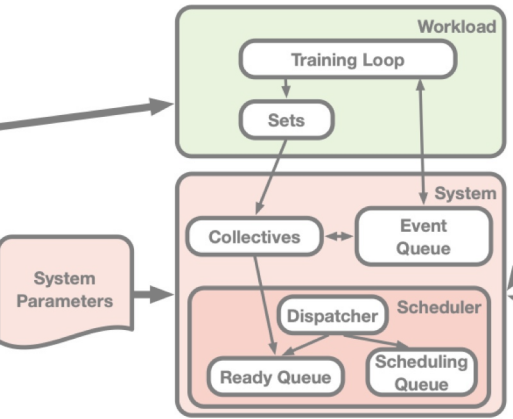 Workload
Training Loop
Sets
System
Collectives
Event
Queue
System
Parameters
Scheduler
Dispatcher
Ready Queue
Scheduling
Queue